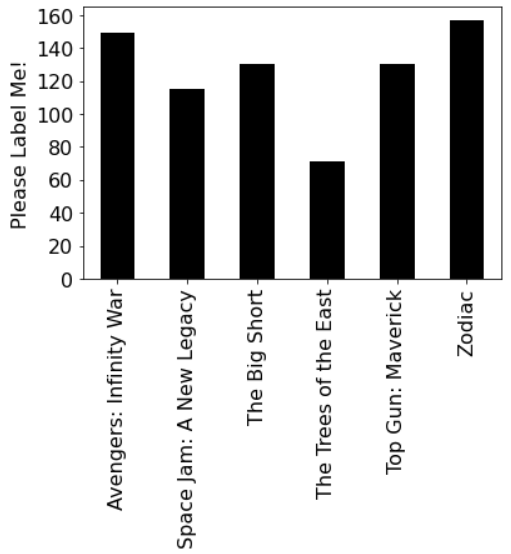 Please Label Me!
160
140
120
100
80
60
40
20
0
Avengers: Infinity War
Space Jam: A New Legacy
The Big Short
The Trees of the East
Top Gun: Maverick
Zodiac